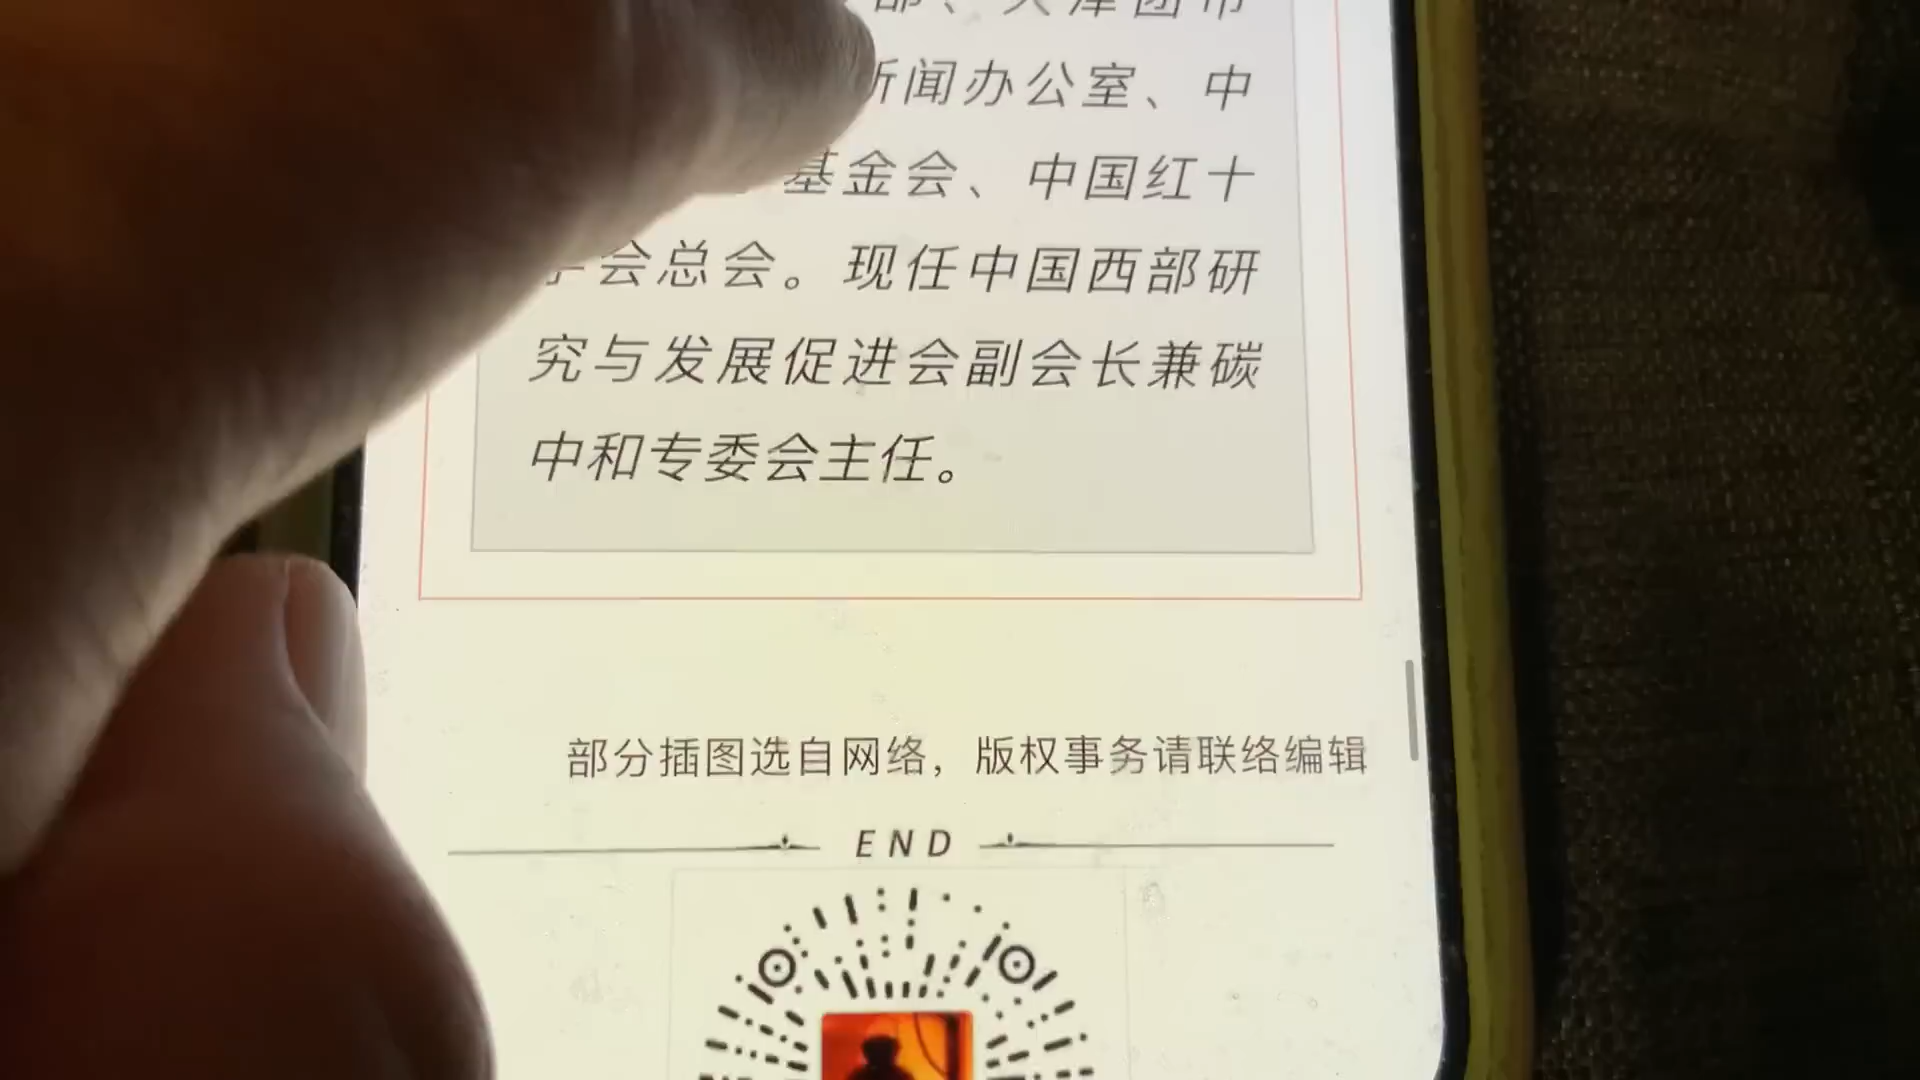 部、天津团市
新闻办公室、中
基金会、中国红十
字会总会。现任中国西部研
究与发展促进会副会长兼碳
中和专委会主任。
部分插图选自网络，版权事务请联络编辑
END